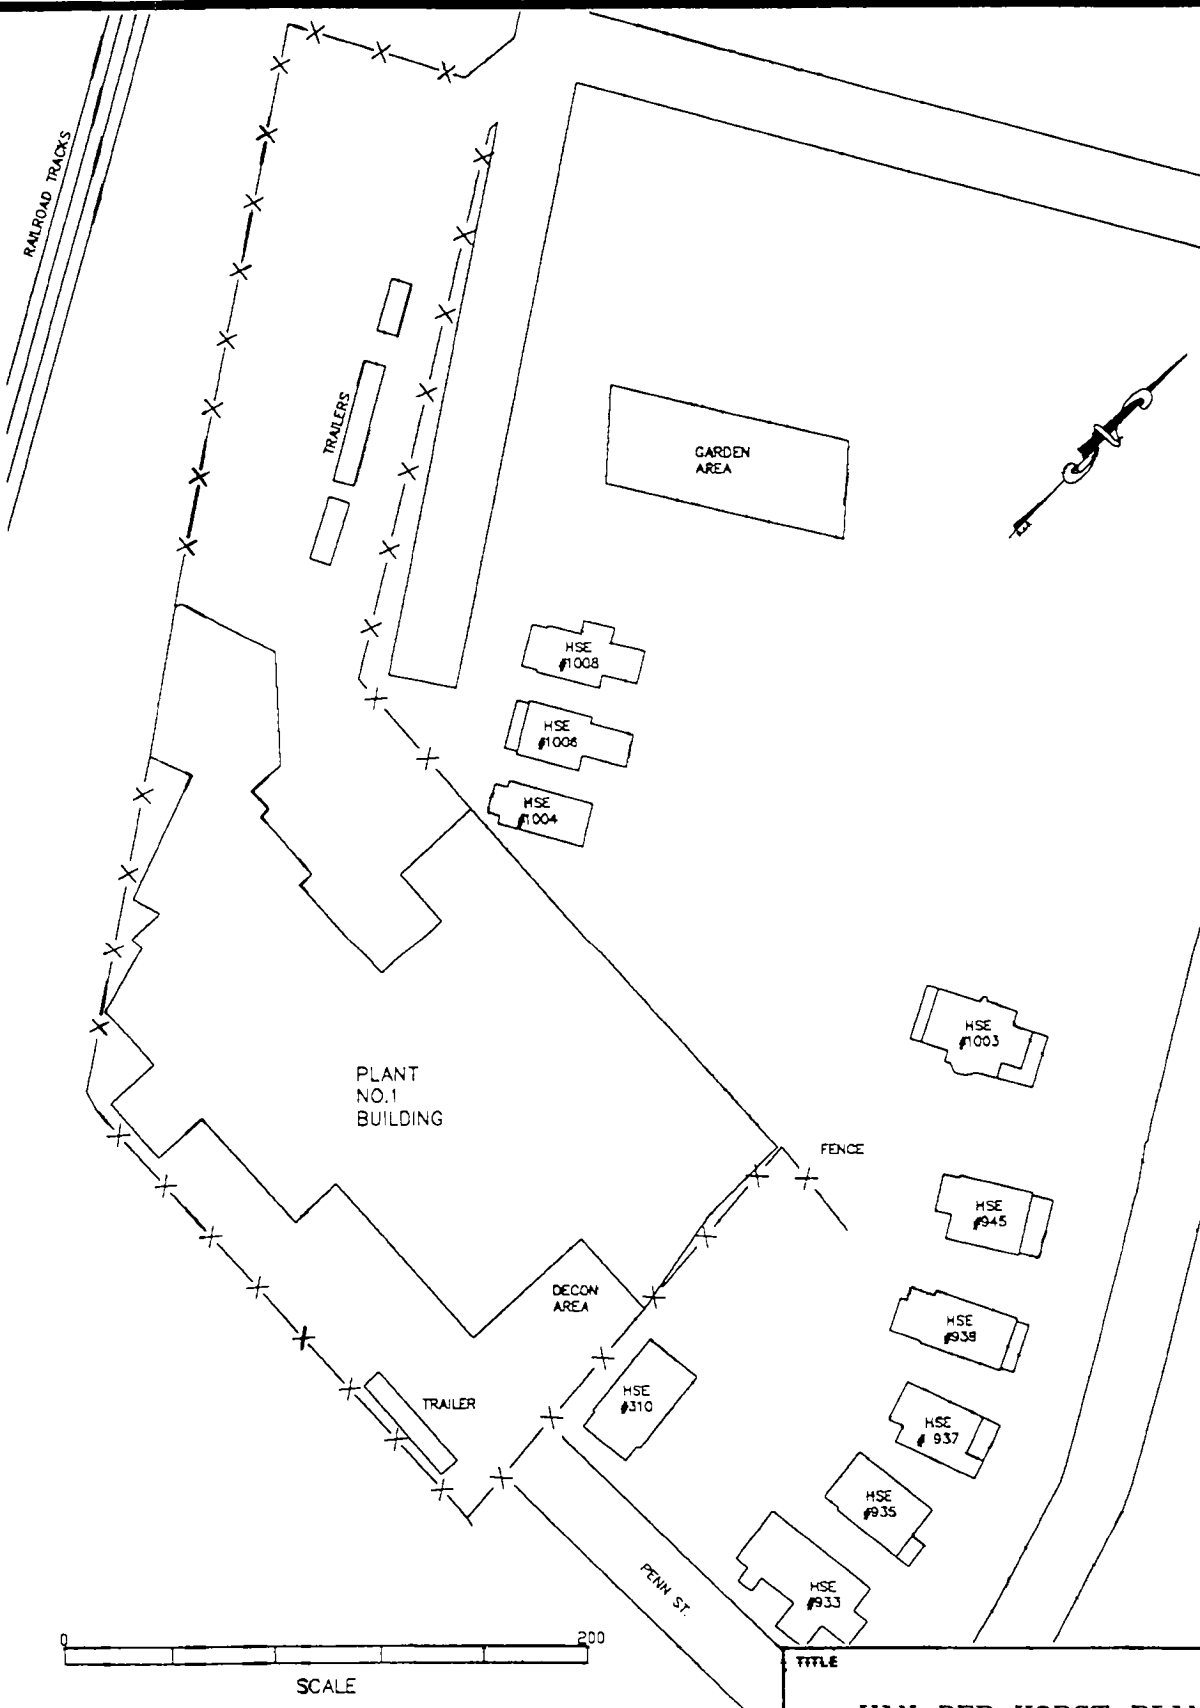 RAILROAD TRACKS
TRAILERS
GARDEN
AREA
HSE
#1008
HSE
#1006
HSE
#1004
HSE
#1003
PLANT
NO.1
BUILDING
FENCE
HSE
#945
DECON
AREA
HSE
#938
HSE
#310
TRAILER
HSE
# 937
HSE
#935
PENN ST.
HSE
#933
0 200
SCALE
TITLE